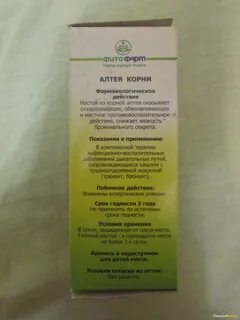 ФИТОФАРМ
АЛТЕЯ КОРНИ
Фармакологическое
действие
Настой из корней алтея оказывает
отхаркивающее, обволакивающее
и местное противовоспалительное
действие, снижает вязкость
бронхиального секрета.
Показания к применению
В комплексной терапии
инфекционно-воспалительных
заболеваний дыхательных путей,
сопровождающихся кашлем с
трудноотделяемой мокротой
(трахеит, бронхит).
Побочное действие:
Возможны аллергические реакции.
Срок годности 3 года
Не применять по истечении
срока годности
Условия хранения
В сухом, защищенном от света месте.
Готовый настой - в прохладном месте
не более 2-х суток.
Хранить в недоступном
для детей месте.
Условия отпуска из аптек:
Без рецепта.